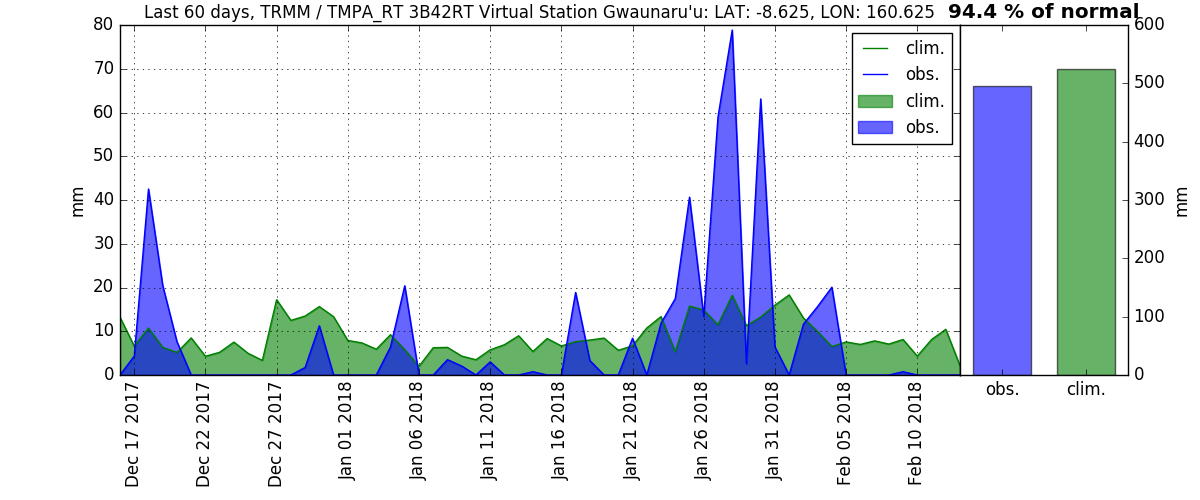 Last 60 days, TRMM / TMPA_RT 3B42RT Virtual Station Gwaunaru'u: LAT: -8.625, LON: 160.625
94.4 % of normal
80
70
60
50
40
30
20
10
0
mm
clim.
obs.
clim.
obs.
600
500
400
300
200
100
0
mm
obs.
clim.
Dec 17 2017
Dec 22 2017
Dec 27 2017
Jan 01 2018
Jan 06 2018
Jan 11 2018
Jan 16 2018
Jan 21 2018
Jan 26 2018
Jan 31 2018
Feb 05 2018
Feb 10 2018